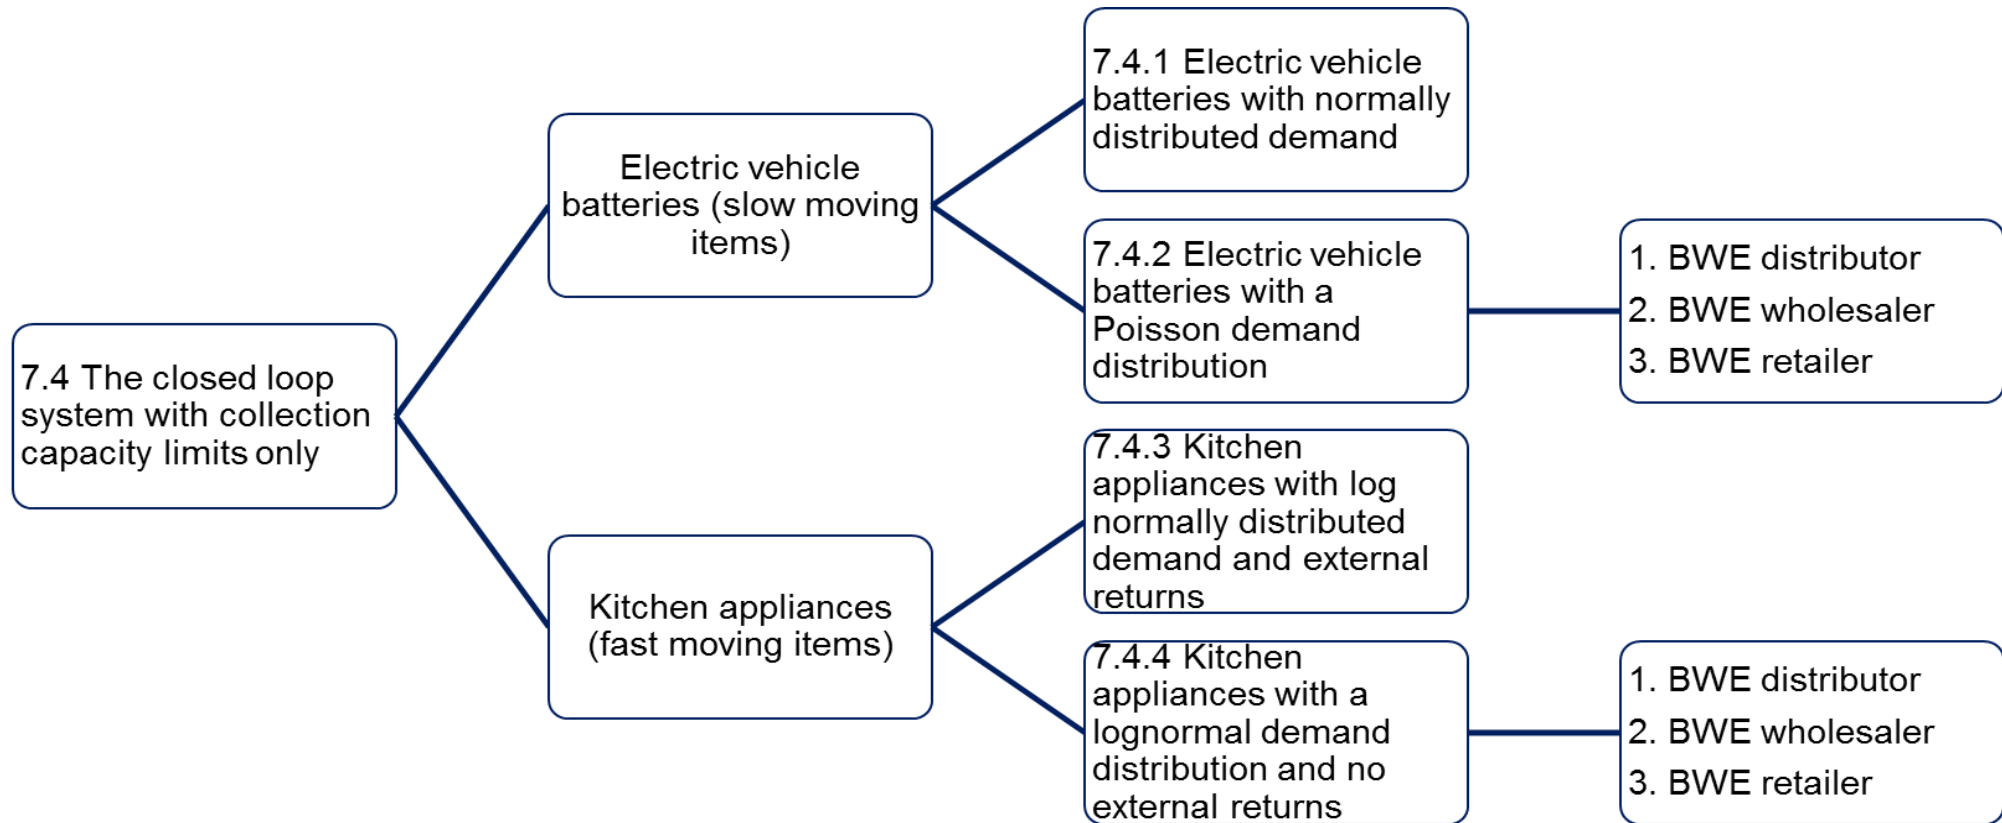 7.4 The closed loop
system with collection
capacity limits only
Electric vehicle
batteries (slow moving
items)
7.4.1 Electric vehicle
batteries with normally
distributed demand
7.4.2 Electric vehicle
batteries with a
Poisson demand
distribution
1. BWE distributor
2. BWE wholesaler
3. BWE retailer
Kitchen appliances
(fast moving items)
7.4.3 Kitchen
appliances with log
normally distributed
demand and external
returns
7.4.4 Kitchen
appliances with a
lognormal demand
distribution and no
external returns
1. BWE distributor
2. BWE wholesaler
3. BWE retailer